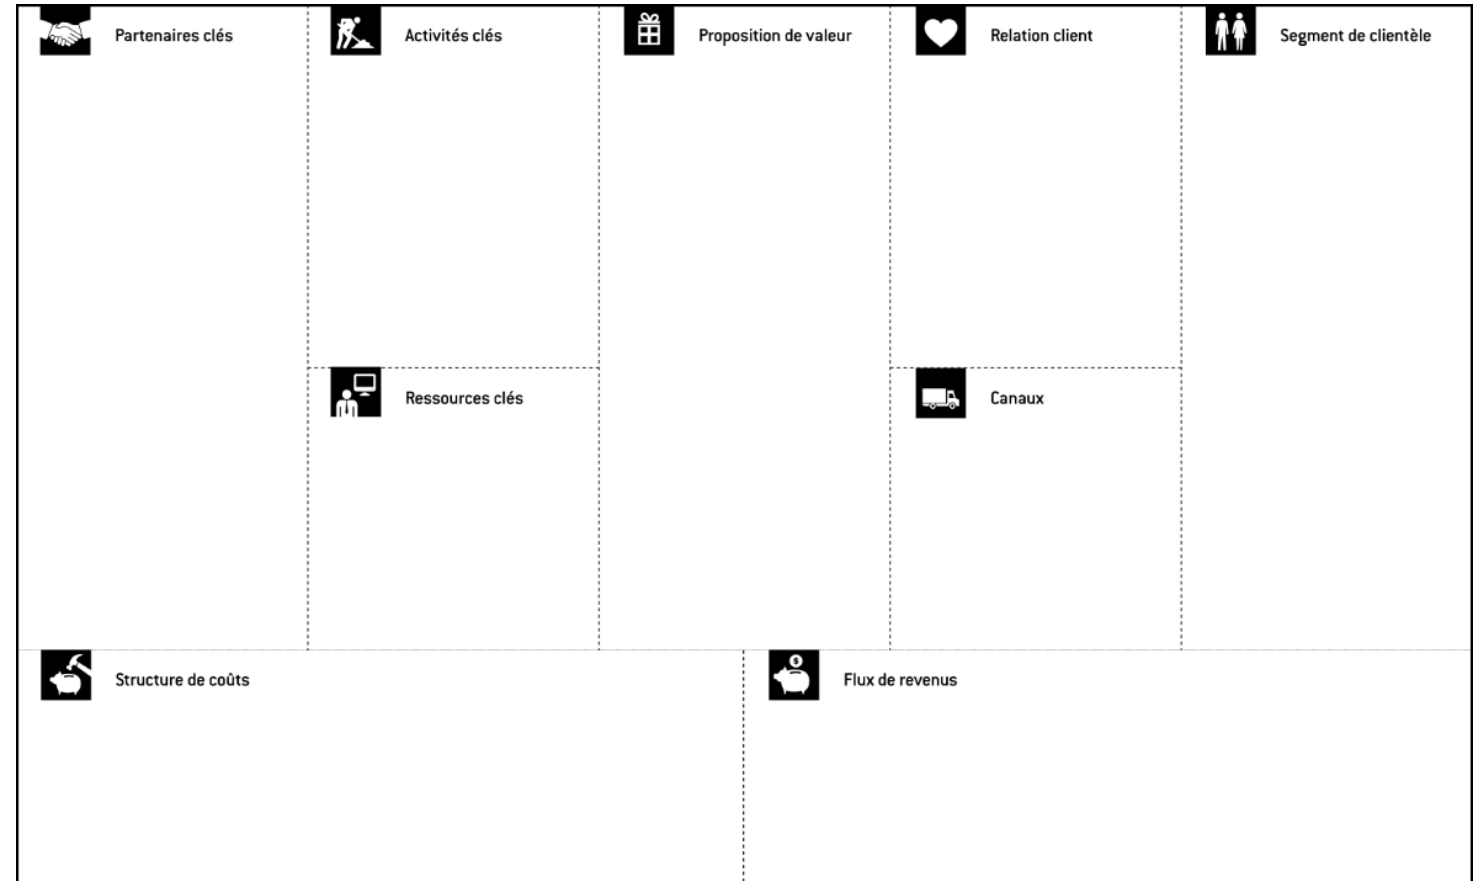 Partenaires clés
Activités clés
Proposition de valeur
Relation client
Segment de clientèle
Ressources clés
Canaux
Structure de coûts
$
Flux de revenus